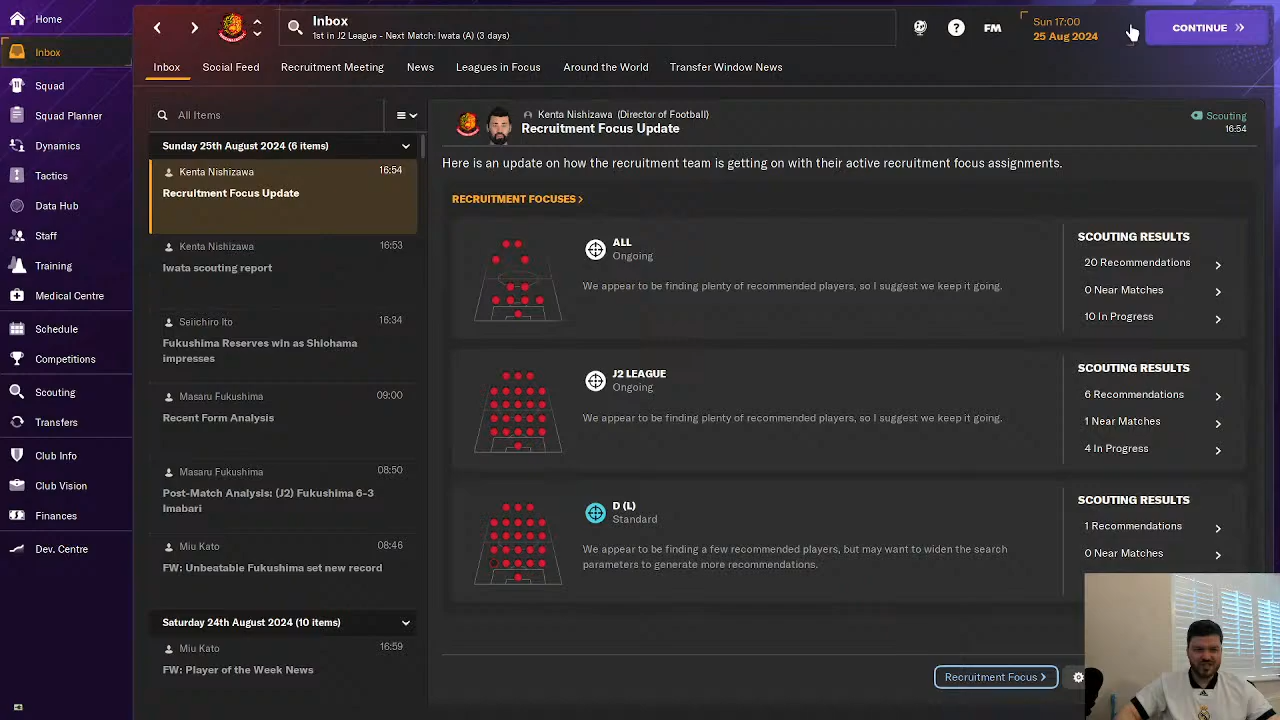 Home
Inbox
Squad
Squad Planner
Dynamics
Tactics
Data Hub
Staff
Training
Medical Centre
Schedule
Competitions
Scouting
Transfers
Club Info
Club Vision
Finances
Dev. Centre
Inbox
1st in J2 League - Next Match: Iwata (A) (3 days)
FM
Sun 17:00
25 Aug 2024
CONTINUE
Inbox
Social Feed
Recruitment Meeting
News
Leagues in Focus
Around the World
Transfer Window News
All Items
Sunday 25th August 2024 (6 items)
Kenta Nishizawa 16:54
Recruitment Focus Update
Kenta Nishizawa 16:53
Iwata scouting report
Seiichiro Ito 16:34
Fukushima Reserves win as Shiohama
impresses
Masaru Fukushima 09:00
Recent Form Analysis
Masaru Fukushima 08:50
Post-Match Analysis: (J2) Fukushima 6-3
Imabari
Miu Kato 08:46
FW: Unbeatable Fukushima set new record
Saturday 24th August 2024 (10 items)
Miu Kato 16:59
FW: Player of the Week News
Kenta Nishizawa (Director of Football)
Recruitment Focus Update
Scouting
16:54
Here is an update on how the recruitment team is getting on with their active recruitment focus assignments.
RECRUITMENT FOCUSES >
ALL
Ongoing
We appear to be finding plenty of recommended players, so I suggest we keep it going.
SCOUTING RESULTS
20 Recommendations
0 Near Matches
10 In Progress
J2 LEAGUE
Ongoing
We appear to be finding plenty of recommended players, so I suggest we keep it going.
SCOUTING RESULTS
6 Recommendations
1 Near Matches
4 In Progress
D (L)
Standard
We appear to be finding a few recommended players, but may want to widen the search
parameters to generate more recommendations.
SCOUTING RESULTS
1 Recommendations
0 Near Matches
Recruitment Focus >